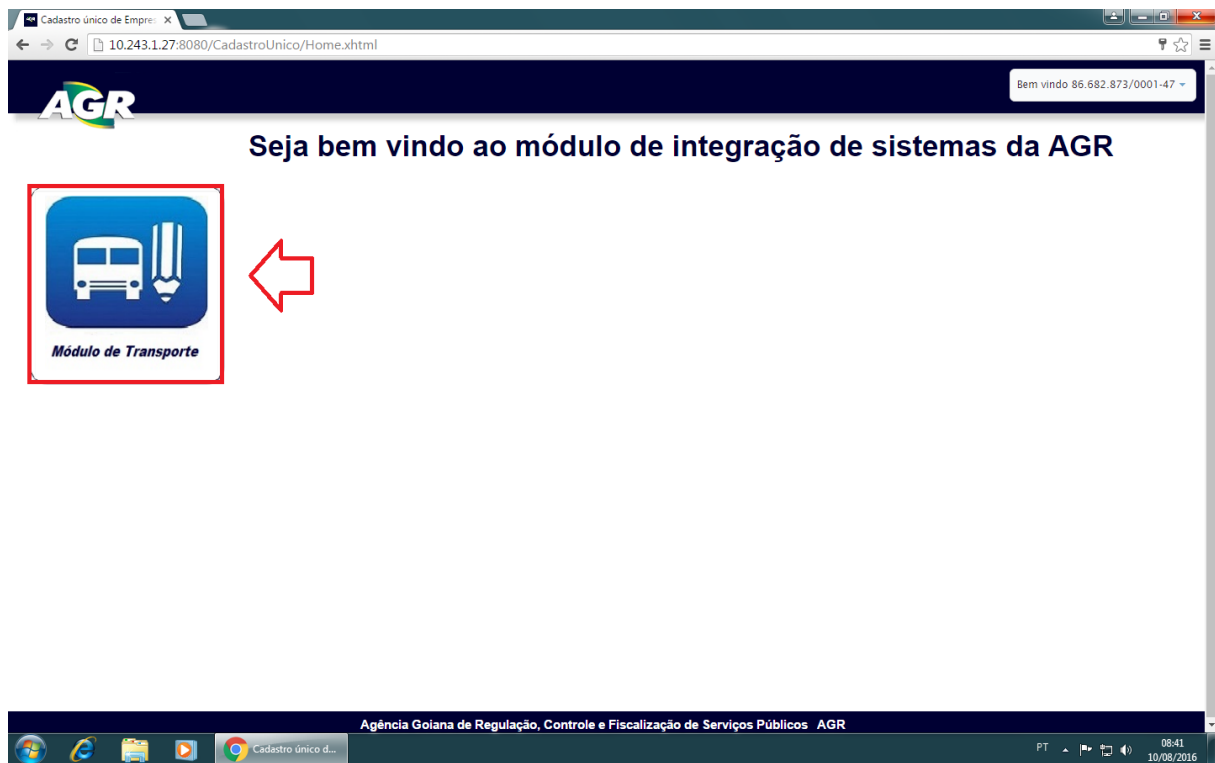 Cadastro único de Empres
10.243.1.27:8080/CadastroUnico/Home.xhtml
AGR
Bem vindo 86.682.873/0001-47
Seja bem vindo ao módulo de integração de sistemas da AGR
Módulo de Transporte
Agência Goiana de Regulação, Controle e Fiscalização de Serviços Públicos AGR
Cadastro único d...
PT
08:41
10/08/2016